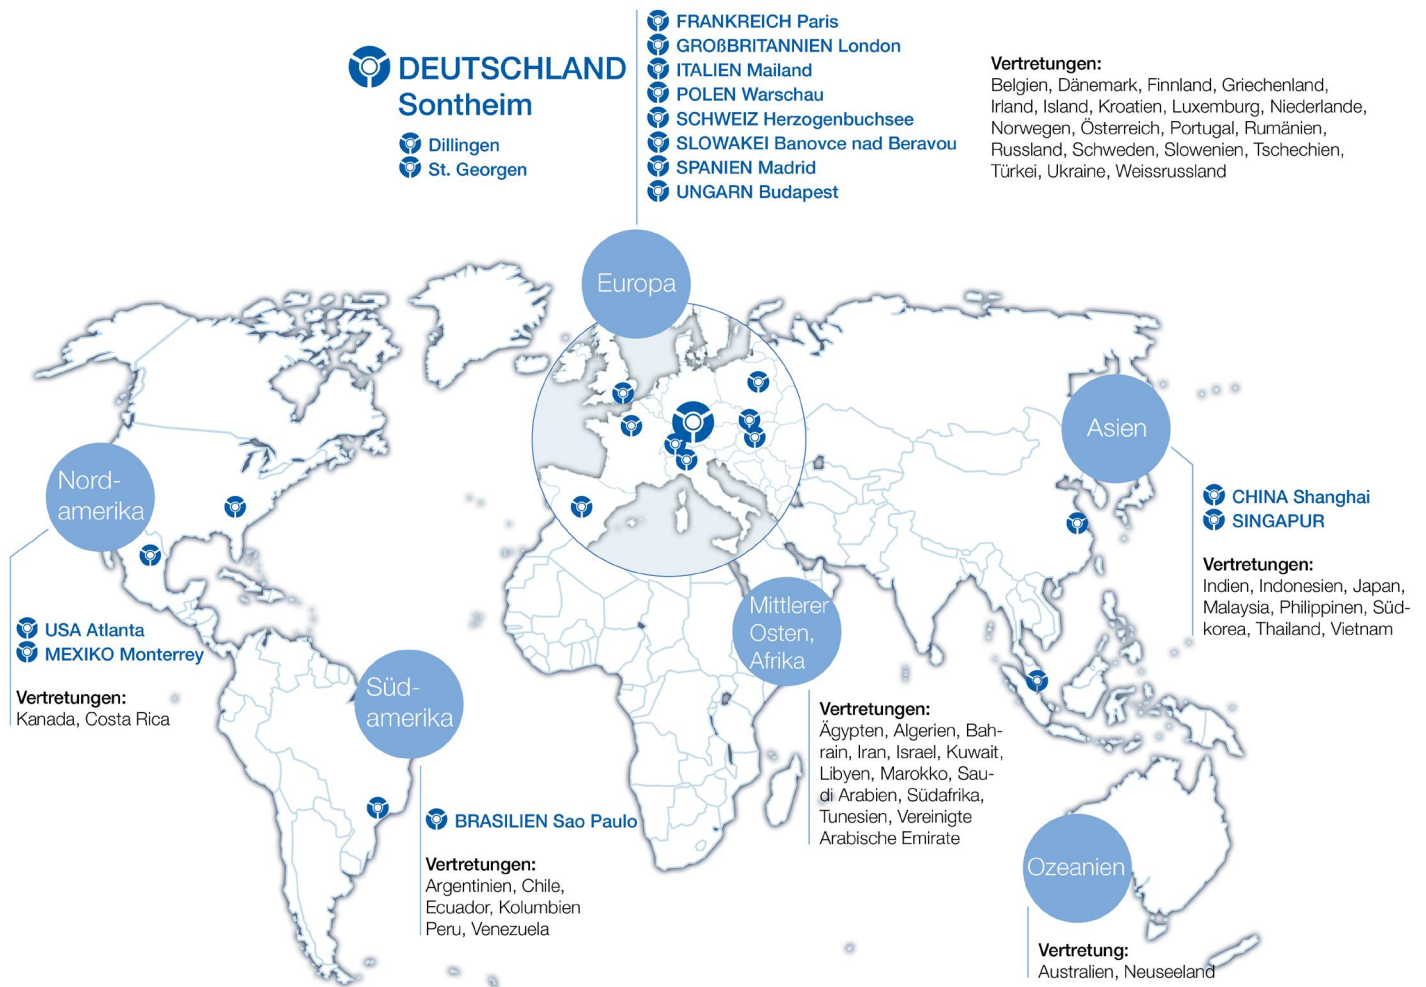 DEUTSCHLAND
Sontheim
Dillingen
St. Georgen
FRANKREICH Paris
GROßBRITANNIEN London
ITALIEN Mailand
POLEN Warschau
SCHWEIZ Herzogenbuchsee
SLOWAKEI Banovce nad Beravou
SPANIEN Madrid
UNGARN Budapest
Vertretungen:
Belgien, Dänemark, Finnland, Griechenland,
Irland, Island, Kroatien, Luxemburg, Niederlande,
Norwegen, Österreich, Portugal, Rumänien,
Russland, Schweden, Slowenien, Tschechien,
Türkei, Ukraine, Weissrussland
Europa
Nord-
amerika
USA Atlanta
MEXIKO Monterrey
Vertretungen:
Kanada, Costa Rica
Süd-
amerika
BRASILIEN Sao Paulo
Vertretungen:
Argentinien, Chile,
Ecuador, Kolumbien
Peru, Venezuela
Mittlerer
Osten,
Afrika
Vertretungen:
Ägypten, Algerien, Bah-
rain, Iran, Israel, Kuwait,
Libyen, Marokko, Sau-
di Arabien, Südafrika,
Tunesien, Vereinigte
Arabische Emirate
Asien
CHINA Shanghai
SINGAPUR
Vertretungen:
Indien, Indonesien, Japan,
Malaysia, Philippinen, Süd-
korea, Thailand, Vietnam
Ozeanien
Vertretung:
Australien, Neuseeland